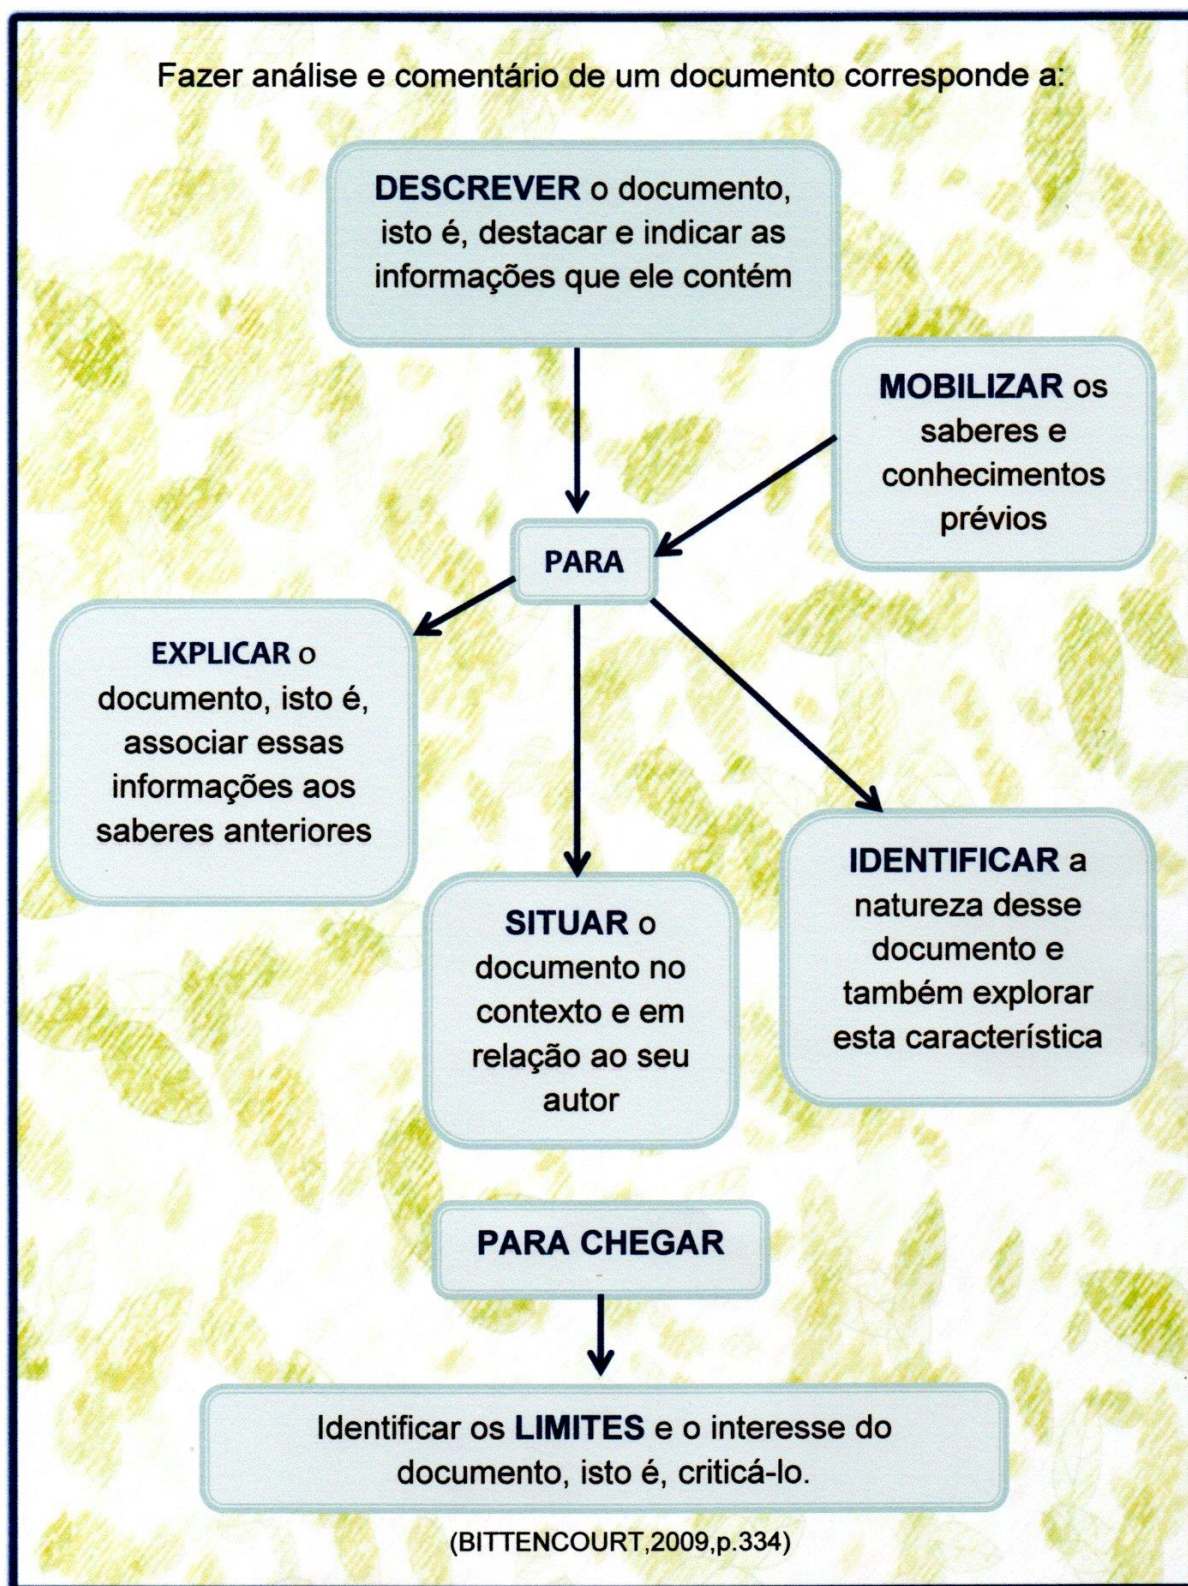 Fazer análise e comentário de um documento corresponde a:
DESCREVER o documento,
isto é, destacar e indicar as
informações que ele contém
MOBILIZAR os
saberes e
conhecimentos
prévios
PARA
EXPLICAR o
documento, isto é,
associar essas
informações aos
saberes anteriores
SITUAR o
documento no
contexto e em
relação ao seu
autor
IDENTIFICAR a
natureza desse
documento e
também explorar
esta característica
PARA CHEGAR
Identificar os LIMITES e o interesse do
documento, isto é, criticá-lo.
(BITTENCOURT,2009,p.334)